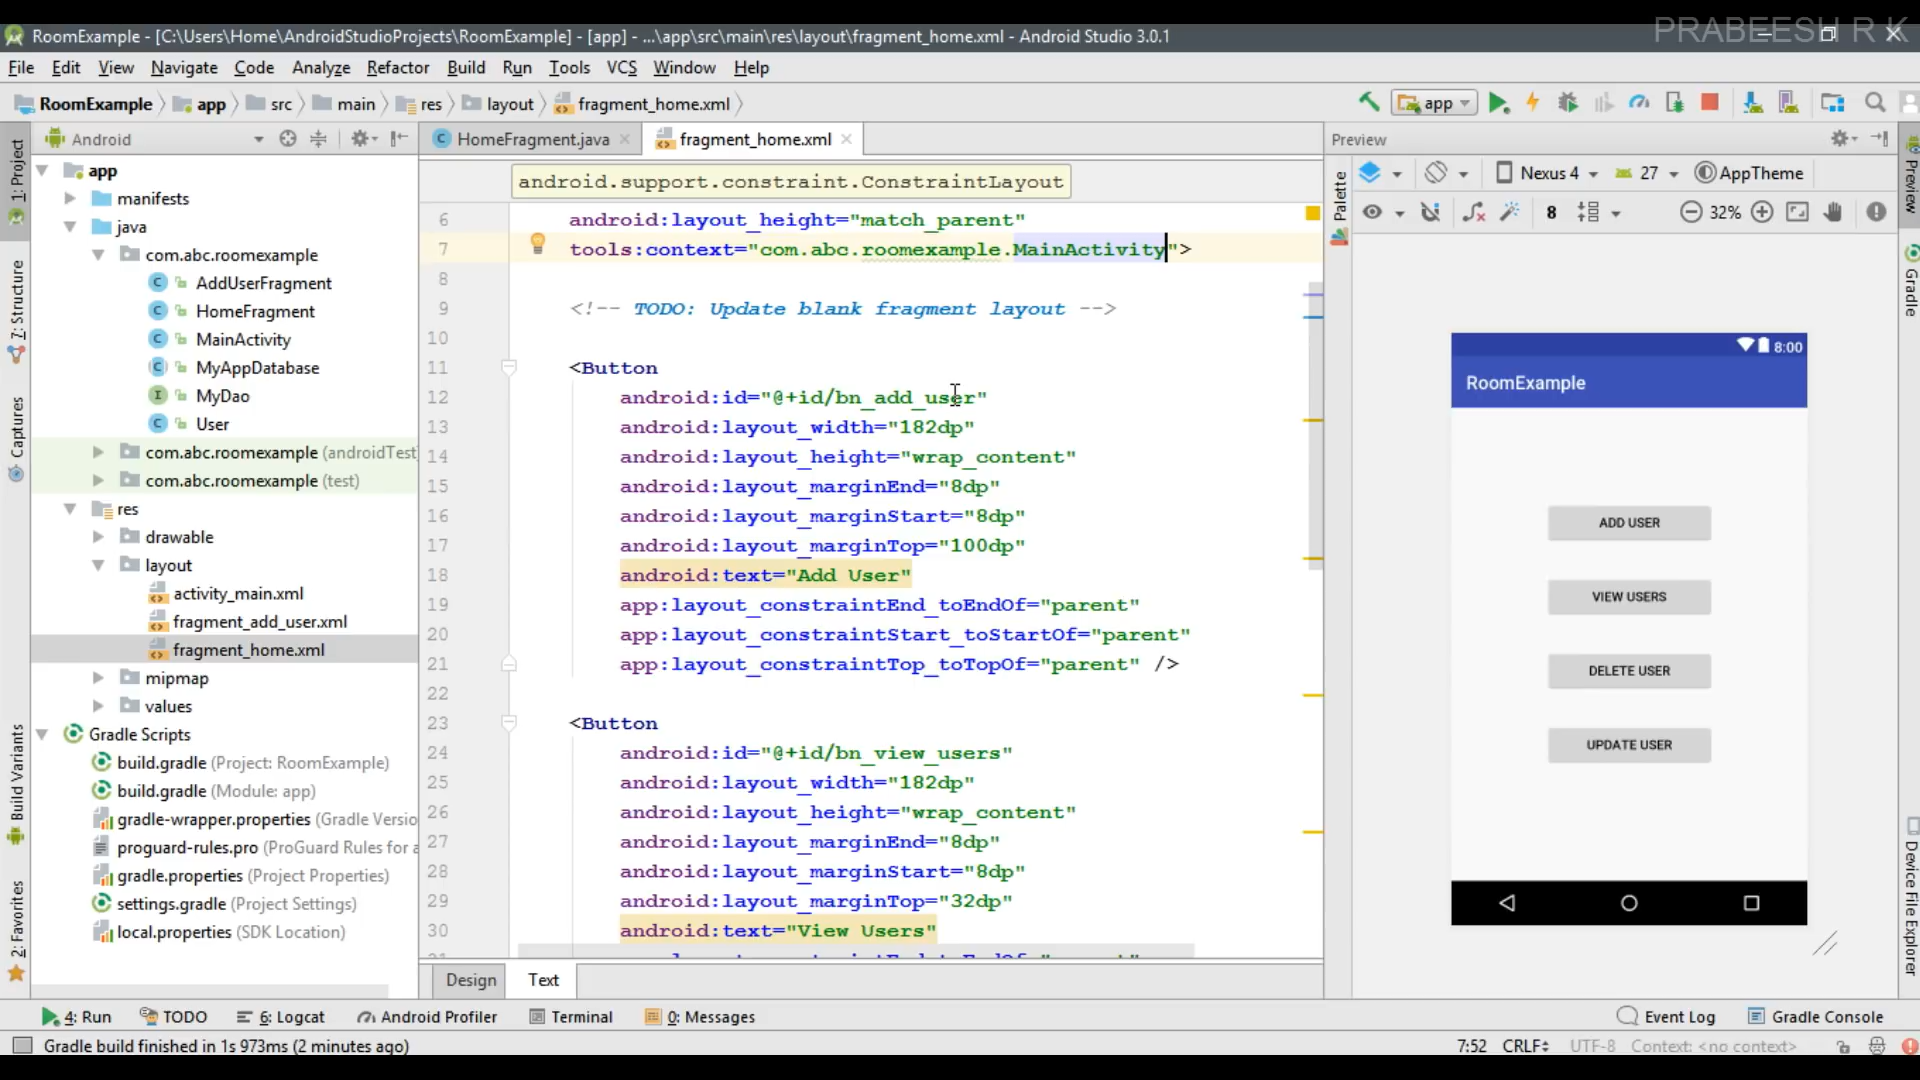 PRABEESH R K
RoomExample - [C:\Users\Home\AndroidStudioProjects\RoomExample] - [app] - ...\app\src\main\res\layout\fragment_home.xml - Android Studio 3.0.1
File Edit View Navigate Code Analyze Refactor Build Run Tools VCS Window Help
RoomExample app src main res layout fragment_home.xml app
Android HomeFragment.java fragment_home.xml Preview
1: Project
7: Structure
Captures
Build Variants
2: Favorites
app
manifests
java
com.abc.roomexample
AddUserFragment
HomeFragment
MainActivity
MyAppDatabase
MyDao
User
com.abc.roomexample (androidTest
com.abc.roomexample (test)
res
drawable
layout
activity_main.xml
fragment_add_user.xml
fragment_home.xml
mipmap
values
Gradle Scripts
build.gradle (Project: RoomExample)
build.gradle (Module: app)
gradle-wrapper.properties (Gradle Versio
proguard-rules.pro (ProGuard Rules for a
gradle.properties (Project Properties)
settings.gradle (Project Settings)
local.properties (SDK Location)
android.support.constraint.ConstraintLayout
6 android:layout_height="match_parent"
7 tools:context="com.abc.roomexample.MainActivity">
8
9 <!-- TODO: Update blank fragment layout -->
10
11 <Button
12 android:id="@+id/bn_add_user"
13 android:layout_width="182dp"
14 android:layout_height="wrap_content"
15 android:layout_marginEnd="8dp"
16 android:layout_marginStart="8dp"
17 android:layout_marginTop="100dp"
18 android:text="Add User"
19 app:layout_constraintEnd_toEndOf="parent"
20 app:layout_constraintStart_toStartOf="parent"
21 app:layout_constraintTop_toTopOf="parent" />
22
23 <Button
24 android:id="@+id/bn_view_users"
25 android:layout_width="182dp"
26 android:layout_height="wrap_content"
27 android:layout_marginEnd="8dp"
28 android:layout_marginStart="8dp"
29 android:layout_marginTop="32dp"
30 android:text="View Users"
Design Text
Palette
Nexus 4 27 AppTheme
8 32%
8:00
RoomExample
ADD USER
VIEW USERS
DELETE USER
UPDATE USER
Preview
Gradle
Device File Explorer
4: Run TODO 6: Logcat Android Profiler Terminal 0: Messages Event Log Gradle Console
Gradle build finished in 1s 973ms (2 minutes ago) 7:52 CRLF UTF-8 Context: <no context>